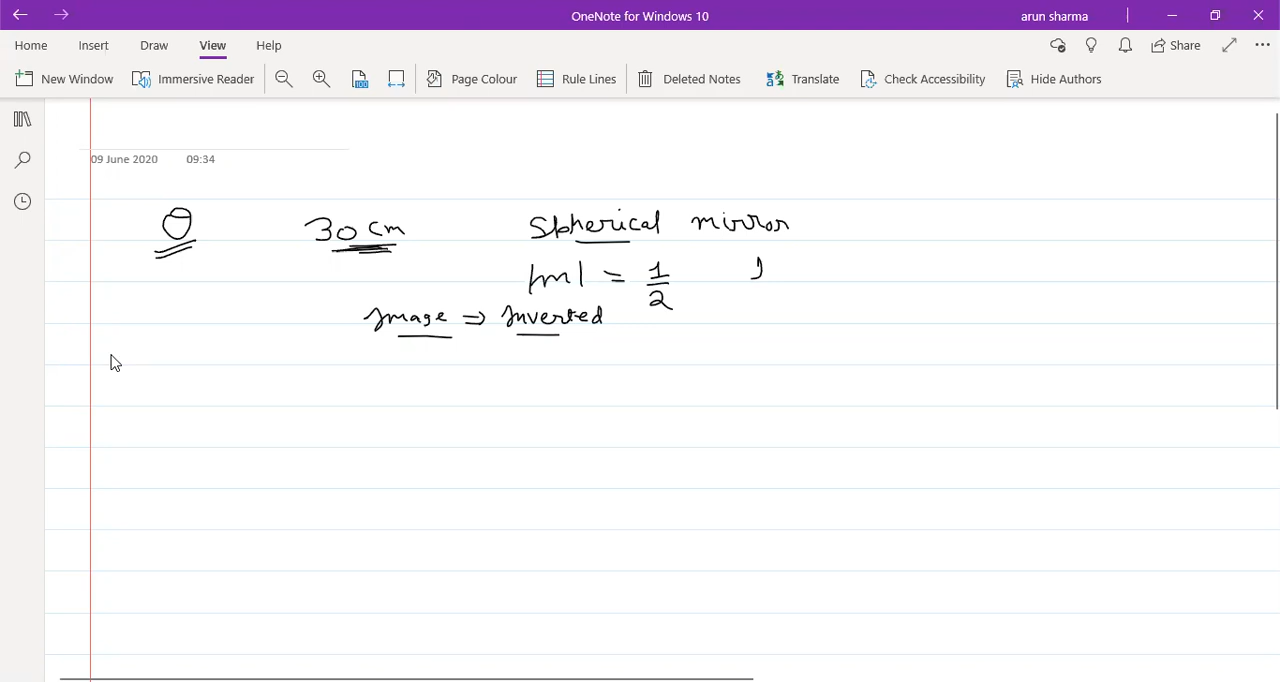 OneNote for Windows 10 arun sharma
Home Insert Draw View Help Share
New Window Immersive Reader 100 Page Colour Rule Lines Deleted Notes Translate Check Accessibility Hide Authors
09 June 2020 09:34
30 cm Spherical mirror
|m| = 1/2
Image ⇒ Inverted